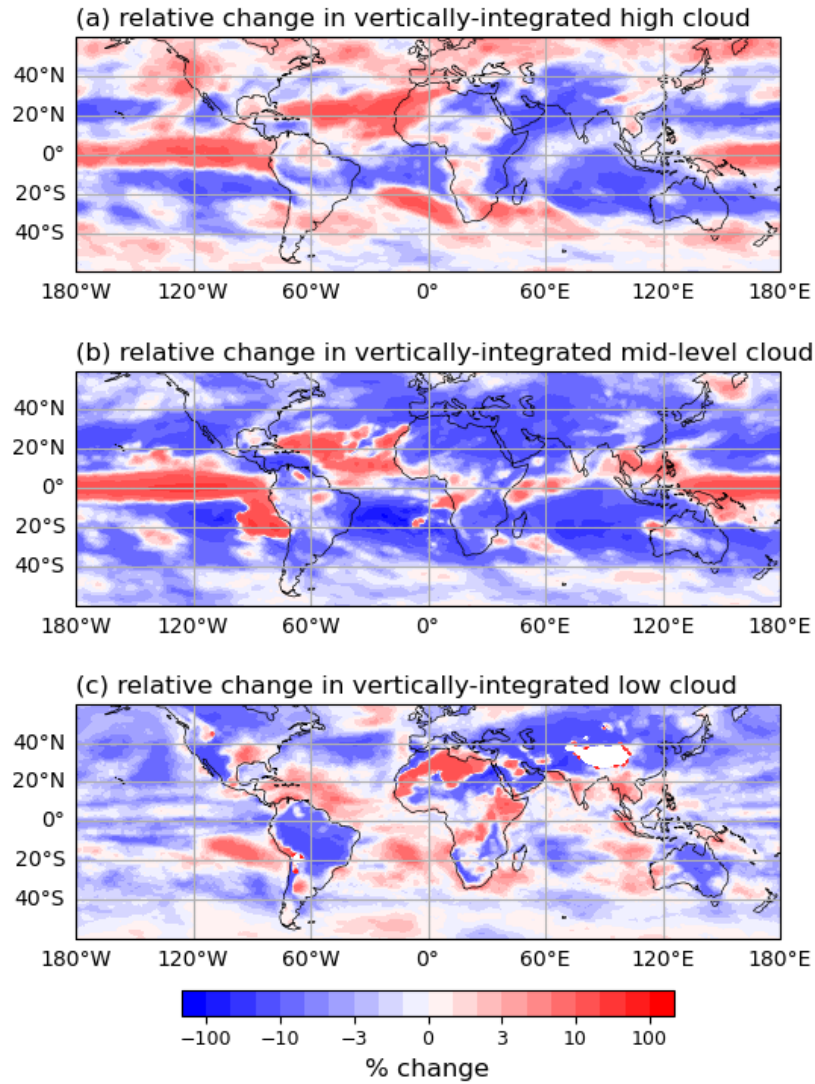 (a) relative change in vertically-integrated high cloud
40°N
20°N
0°
20°S
40°S
180°W 120°W 60°W 0° 60°E 120°E 180°E
(b) relative change in vertically-integrated mid-level cloud
40°N
20°N
0°
20°S
40°S
180°W 120°W 60°W 0° 60°E 120°E 180°E
(c) relative change in vertically-integrated low cloud
40°N
20°N
0°
20°S
40°S
180°W 120°W 60°W 0° 60°E 120°E 180°E
−100 −10 −3 0 3 10 100
% change